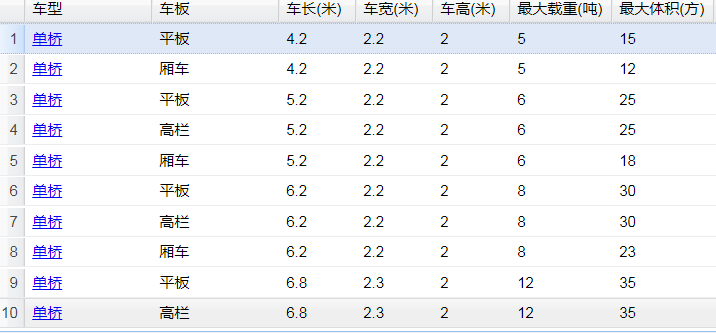 车型 车板 车长(米) 车宽(米) 车高(米) 最大载重(吨) 最大体积(方)
1 单桥 平板 4.2 2.2 2 5 15
2 单桥 厢车 4.2 2.2 2 5 12
3 单桥 平板 5.2 2.2 2 6 25
4 单桥 高栏 5.2 2.2 2 6 25
5 单桥 厢车 5.2 2.2 2 6 18
6 单桥 平板 6.2 2.2 2 8 30
7 单桥 高栏 6.2 2.2 2 8 30
8 单桥 厢车 6.2 2.2 2 8 23
9 单桥 平板 6.8 2.3 2 12 35
10 单桥 高栏 6.8 2.3 2 12 35